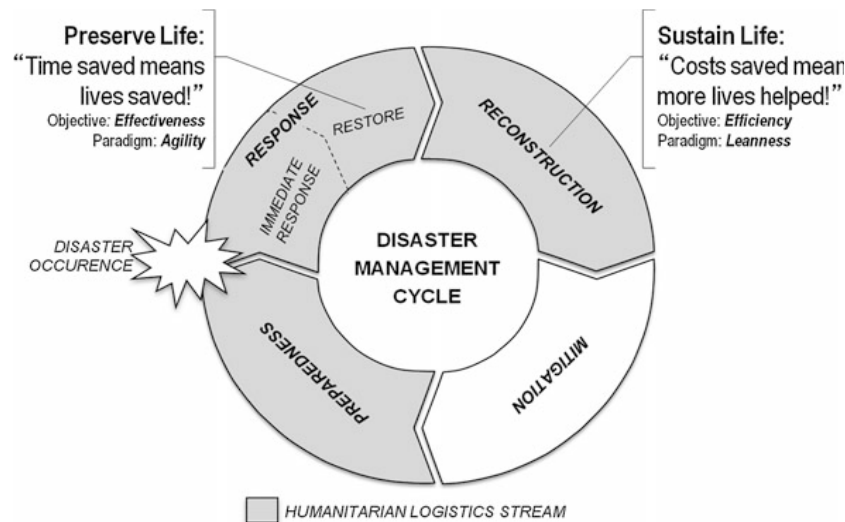 Preserve Life:
“Time saved means
lives saved!”
Objective: Effectiveness
Paradigm: Agility
Sustain Life:
“Costs saved mean
more lives helped!”
Objective: Efficiency
Paradigm: Leanness
RESPONSE
RESTORE
IMMEDIATE
RESPONSE
RECONSTRUCTION
DISASTER
OCCURENCE
DISASTER
MANAGEMENT
CYCLE
PREPAREDNESS
MITIGATION
HUMANITARIAN LOGISTICS STREAM